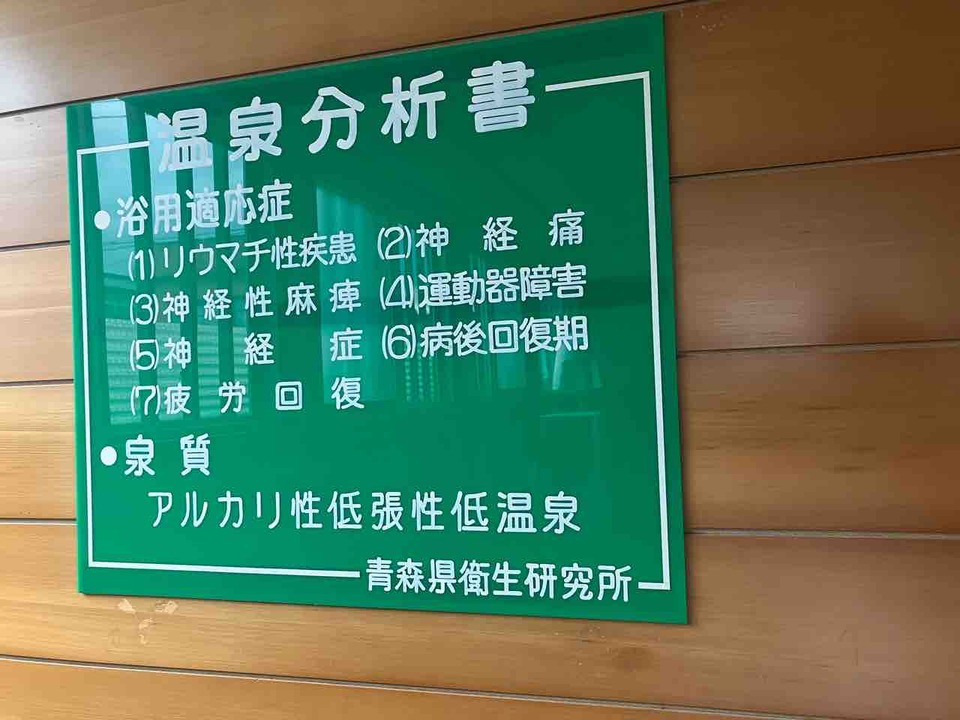 温泉分析書
●浴用適応症
(1)リウマチ性疾患 (2)神経痛
(3)神経性麻痺 (4)運動器障害
(5)神経症 (6)病後回復期
(7)疲労回復
●泉質
アルカリ性低張性低温泉
青森県衛生研究所